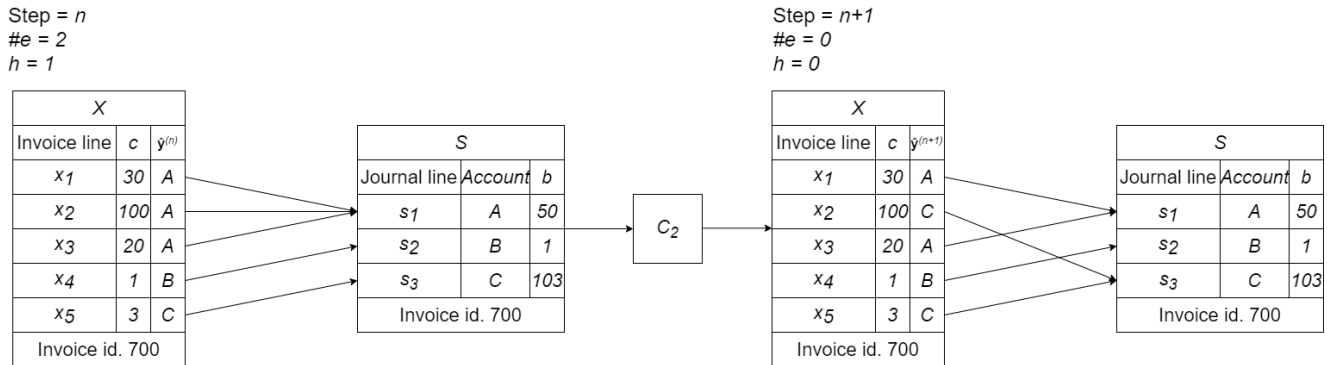 Step = n
#e = 2
h = 1
X
Invoice line c ŷ(n)
x1 30 A
x2 100 A
x3 20 A
x4 1 B
x5 3 C
Invoice id. 700
S
Journal line Account b
s1 A 50
s2 B 1
s3 C 103
Invoice id. 700
C2
Step = n+1
#e = 0
h = 0
X
Invoice line c ŷ(n+1)
x1 30 A
x2 100 C
x3 20 A
x4 1 B
x5 3 C
Invoice id. 700
S
Journal line Account b
s1 A 50
s2 B 1
s3 C 103
Invoice id. 700